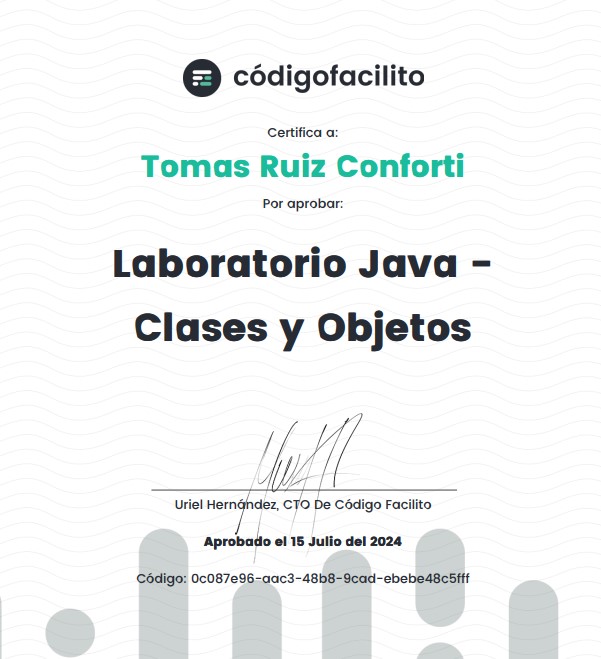 códigofacilito
Certifica a:
Tomas Ruiz Conforti
Por aprobar:
Laboratorio Java -
Clases y Objetos
Uriel Hernández, CTO De Código Facilito
Aprobado el 15 Julio del 2024
Código: 0c087e96-aac3-48b8-9cad-ebebe48c5fff